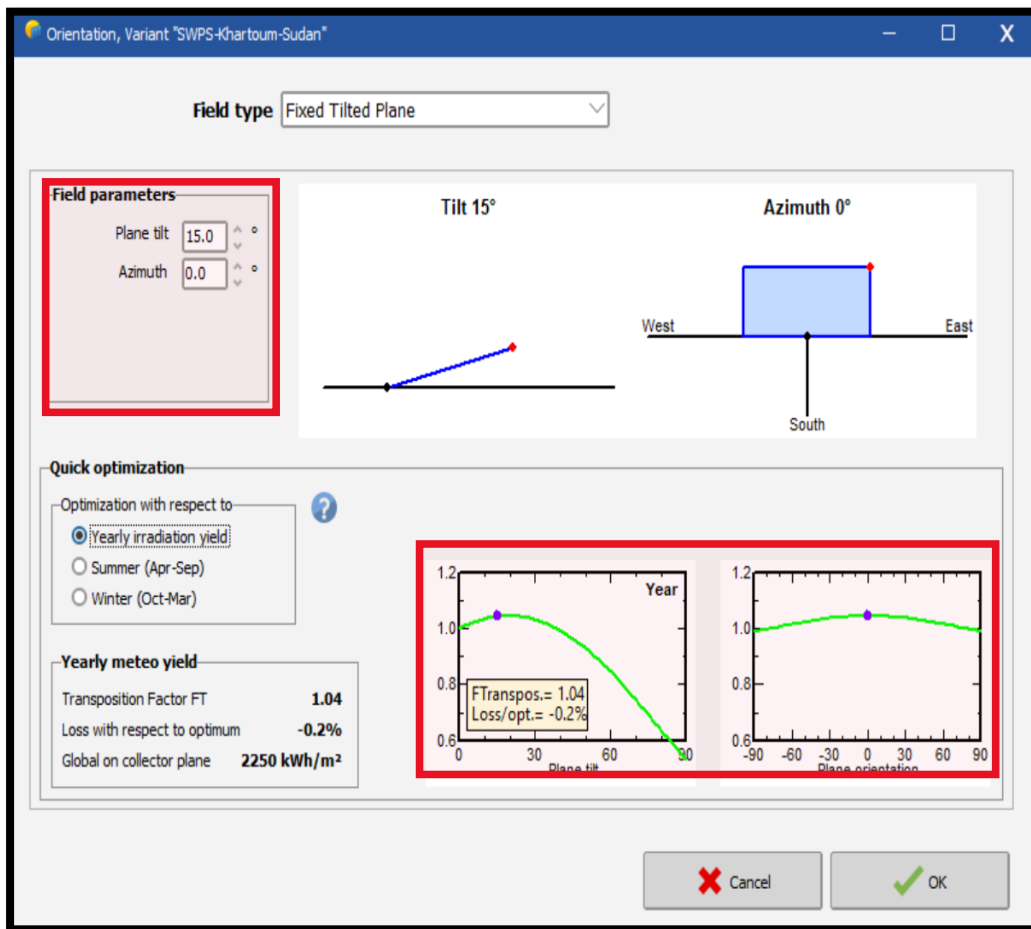 Orientation, Variant "SWPS-Khartoum-Sudan"
Field type Fixed Tilted Plane
Field parameters
Plane tilt 15.0 °
Azimuth 0.0 °
Tilt 15°
Azimuth 0°
West East
South
Quick optimization
Optimization with respect to
Yearly irradiation yield
Summer (Apr-Sep)
Winter (Oct-Mar)
?
Yearly meteo yield
Transposition Factor FT 1.04
Loss with respect to optimum -0.2%
Global on collector plane 2250 kWh/m²
1.2
Year
1.0
0.8
FTranspos.= 1.04
Loss/opt.= -0.2%
0.6
0 30 60 90
Plane tilt
1.2
1.0
0.8
0.6
-90 -60 -30 0 30 60 90
Plane orientation
Cancel
OK